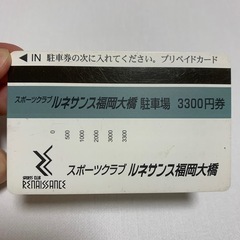 ◀ IN 駐車券の次に入れてください。プリペイドカード
スポーツクラブ ルネサンス福岡大橋 駐車場 3300円券
0
500
1000
2000
3000
3300
SPORTS CLUB
RENAISSANCE
スポーツクラブ ルネサンス福岡大橋